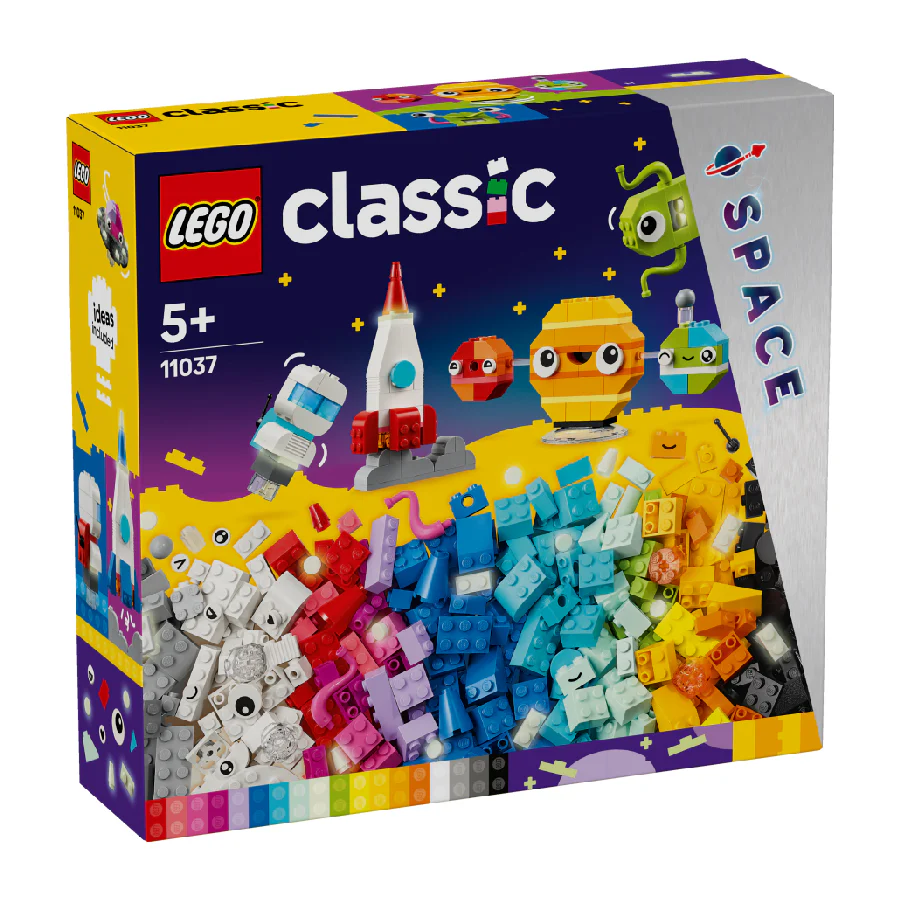 LEGO classic
11037
LEGO
11037
ideas
included
LEGO classic
5+
11037
SPACE